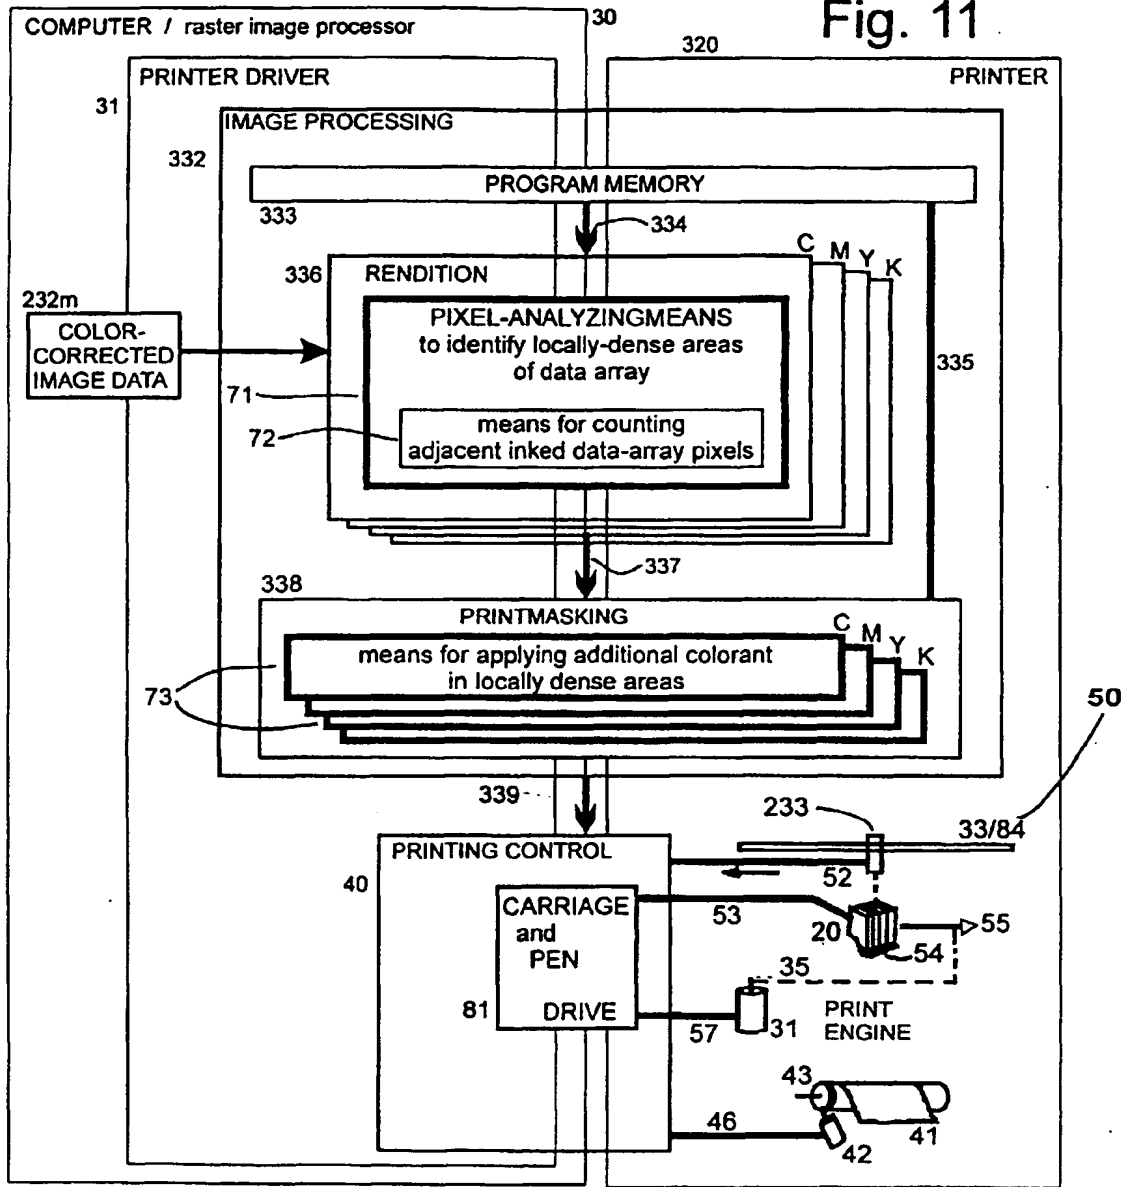 Fig. 11
COMPUTER / raster image processor
30
320
PRINTER DRIVER
PRINTER
31
IMAGE PROCESSING
332
PROGRAM MEMORY
333
334
336
RENDITION
C
M
Y
K
232m
COLOR-
CORRECTED
IMAGE DATA
PIXEL-ANALYZINGMEANS
to identify locally-dense areas
of data array
335
71
72
means for counting
adjacent inked data-array pixels
337
338
PRINTMASKING
C
M
Y
K
means for applying additional colorant
in locally dense areas
73
50
339
233
33/84
PRINTING CONTROL
52
40
CARRIAGE
and
PEN
DRIVE
53
20
54
55
35
81
57
31
PRINT
ENGINE
43
46
42
41